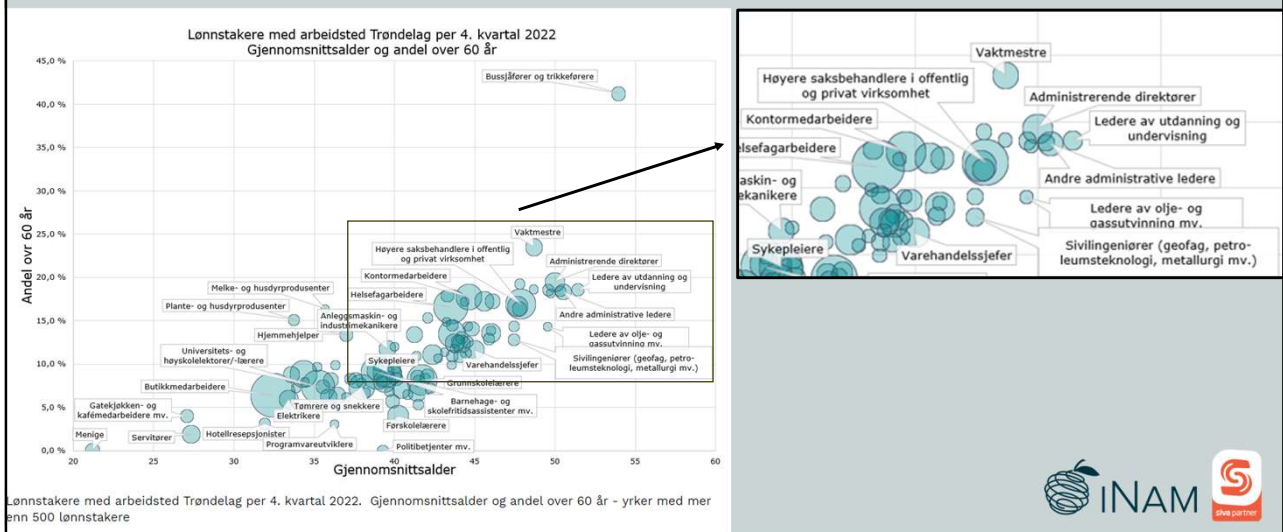 Lønnstakere med arbeidsted Trøndelag per 4. kvartal 2022
Gjennomsnittsalder og andel over 60 år
45,0 %
40,0 %
35,0 %
30,0 %
25,0 %
20,0 %
15,0 %
10,0 %
5,0 %
0,0 %
Andel over 60 år
20
25
30
35
40
45
50
55
60
Gjennomsnittsalder
Bussjåfører og trikkeførere
Vaktmestre
Høyere saksbehandlere i offentlig
og privat virksomhet
Administrerende direktører
Kontormedarbeidere
Ledere av utdanning og
undervisning
Melke- og husdyrprodusenter
Helsefagarbeidere
Plante- og husdyrprodusenter
Anleggsmaskin- og
industrimekanikere
Andre administrative ledere
Hjemmehjelper
Ledere av olje- og
gassutvinning mv.
Universitets- og
høyskolelektorer/-lærere
Sykepleiere
Varehandelssjefer
Sivilingeniører (geofag, petro-
leumsteknologi, metallurgi mv.)
Butikkmedarbeidere
Grunnskolelærere
Gatekjøkken- og
kafémedarbeidere mv.
Tømrere og snekkere
Elektrikere
Barnehage- og
skolefritidsassistenter mv.
Førskolelærere
Menige
Servitører
Hotellresepsjonister
Programvareutviklere
Politibetjenter mv.
Lønnstakere med arbeidsted Trøndelag per 4. kvartal 2022. Gjennomsnittsalder og andel over 60 år - yrker med mer
enn 500 lønnstakere
Vaktmestre
Høyere saksbehandlere i offentlig
og privat virksomhet
Administrerende direktører
Kontormedarbeidere
Ledere av utdanning og
undervisning
elsefagarbeidere
Andre administrative ledere
askin- og
ekanikere
Ledere av olje- og
gassutvinning mv.
Sykepleiere
Varehandelssjefer
Sivilingeniører (geofag, petro-
leumsteknologi, metallurgi mv.)
iNAM
S
siva partner